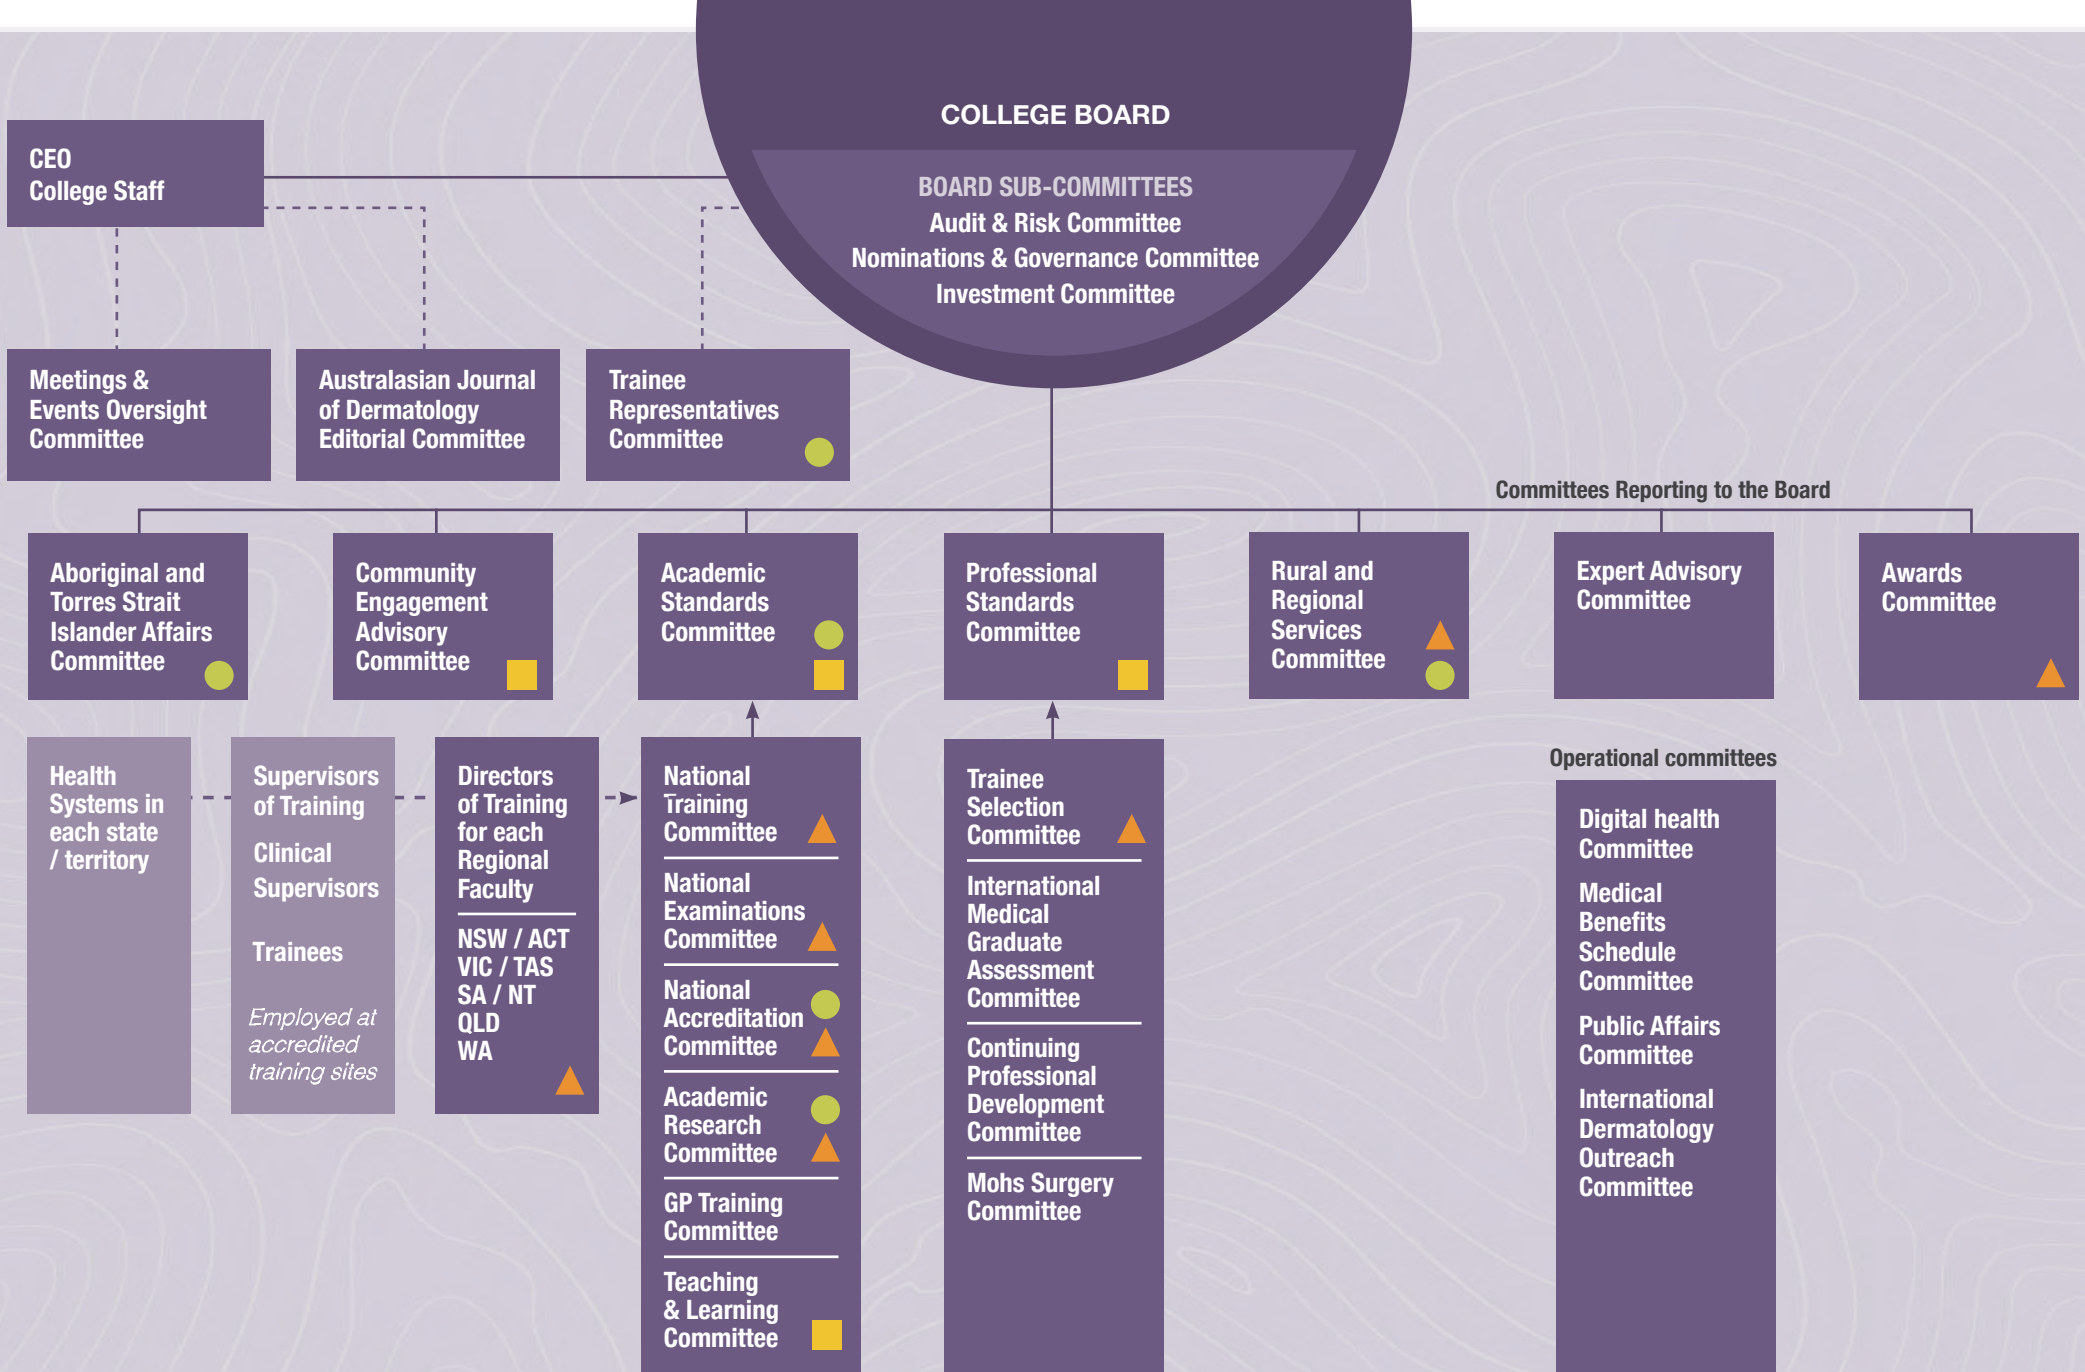 COLLEGE BOARD
BOARD SUB-COMMITTEES
Audit & Risk Committee
Nominations & Governance Committee
Investment Committee
CEO
College Staff
Meetings &
Events Oversight
Committee
Australasian Journal
of Dermatology
Editorial Committee
Trainee
Representatives
Committee
Committees Reporting to the Board
Aboriginal and
Torres Strait
Islander Affairs
Committee
Community
Engagement
Advisory
Committee
Academic
Standards
Committee
Professional
Standards
Committee
Rural and
Regional
Services
Committee
Expert Advisory
Committee
Awards
Committee
Health
Systems in
each state
/ territory
Supervisors
of Training
Clinical
Supervisors
Trainees
Employed at
accredited
training sites
Directors
of Training
for each
Regional
Faculty
NSW / ACT
VIC / TAS
SA / NT
QLD
WA
National
Training
Committee
National
Examinations
Committee
National
Accreditation
Committee
Academic
Research
Committee
GP Training
Committee
Teaching
& Learning
Committee
Trainee
Selection
Committee
International
Medical
Graduate
Assessment
Committee
Continuing
Professional
Development
Committee
Mohs Surgery
Committee
Operational committees
Digital health
Committee
Medical
Benefits
Schedule
Committee
Public Affairs
Committee
International
Dermatology
Outreach
Committee